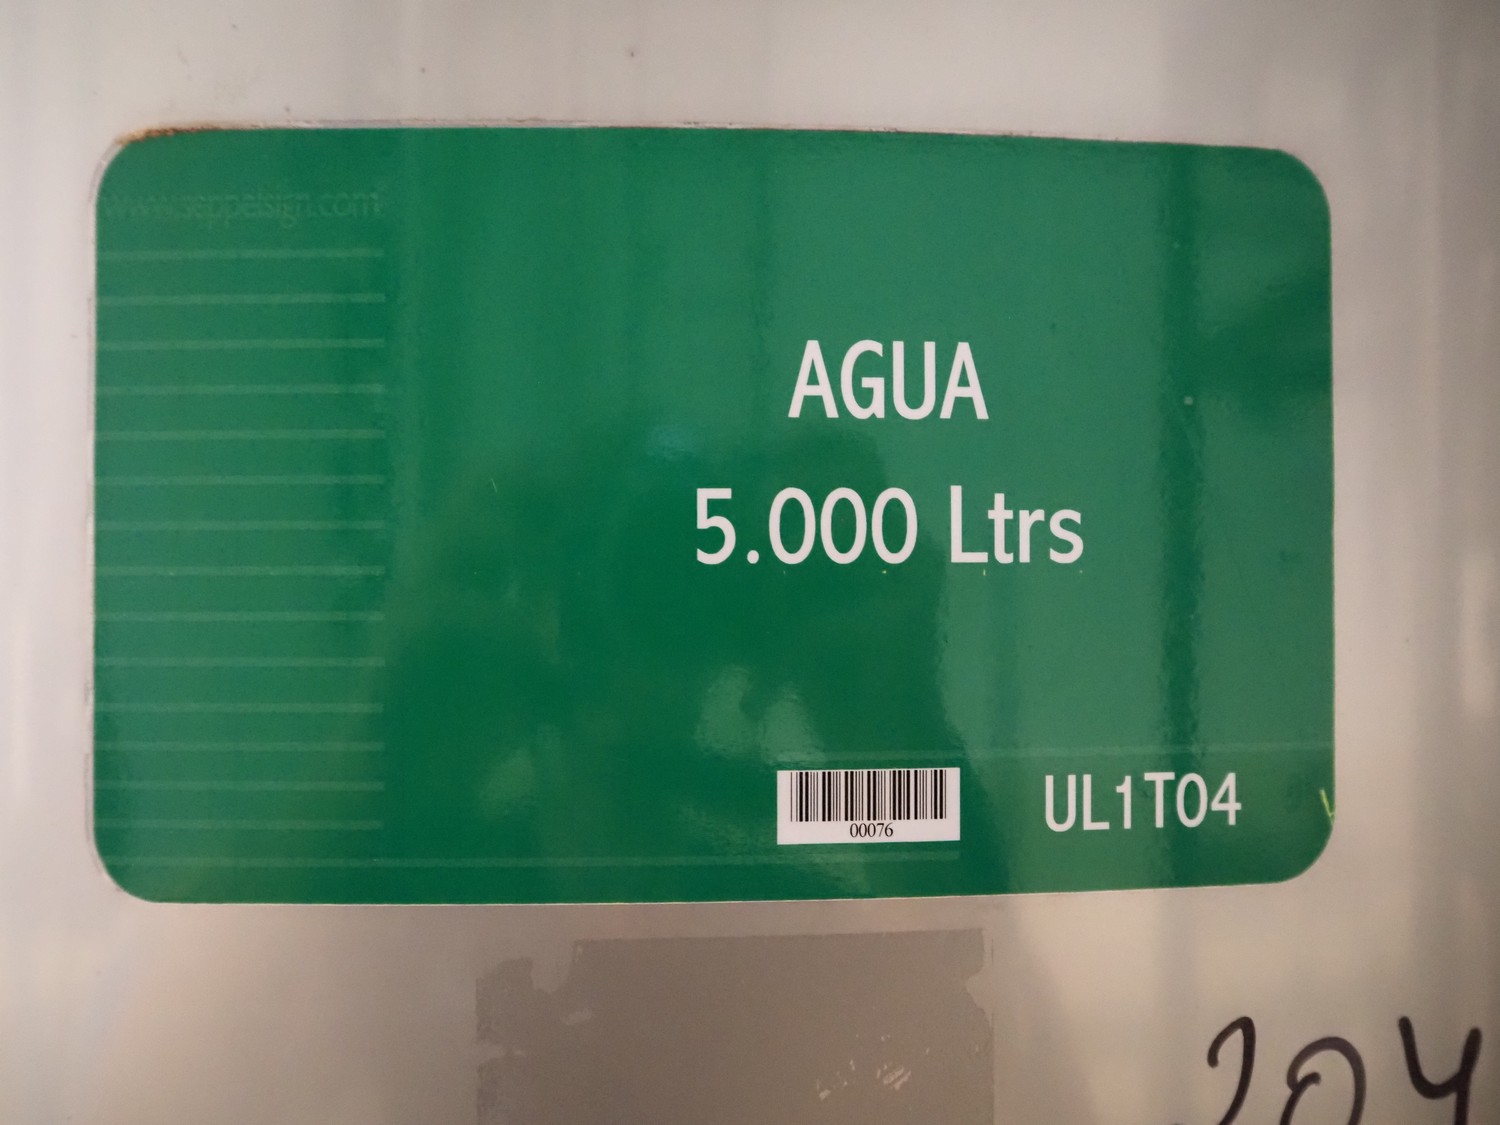 www.seppelsign.com
AGUA
5.000 Ltrs
00076
UL1T04
204